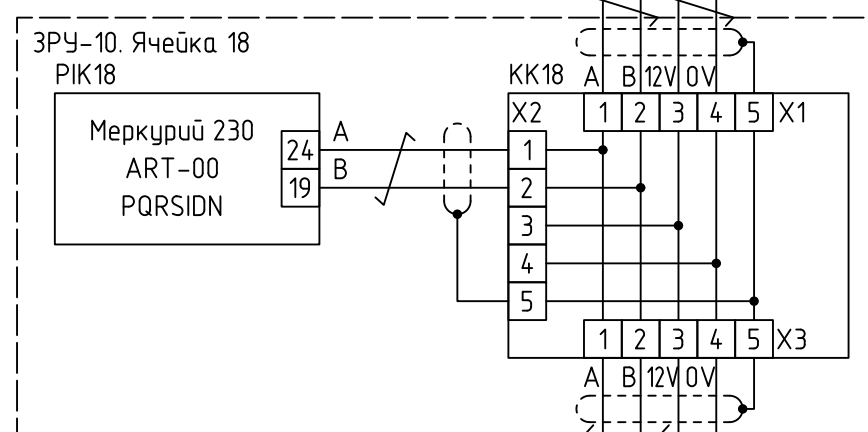 ЗРУ-10. Ячейка 18
PIK18
KK18
A B 12V 0V
X2
1 2 3 4 5 X1
Меркурий 230
ART-00
PQRSIDN
24 A
19 B
1
2
3
4
5
1 2 3 4 5 X3
A B 12V 0V